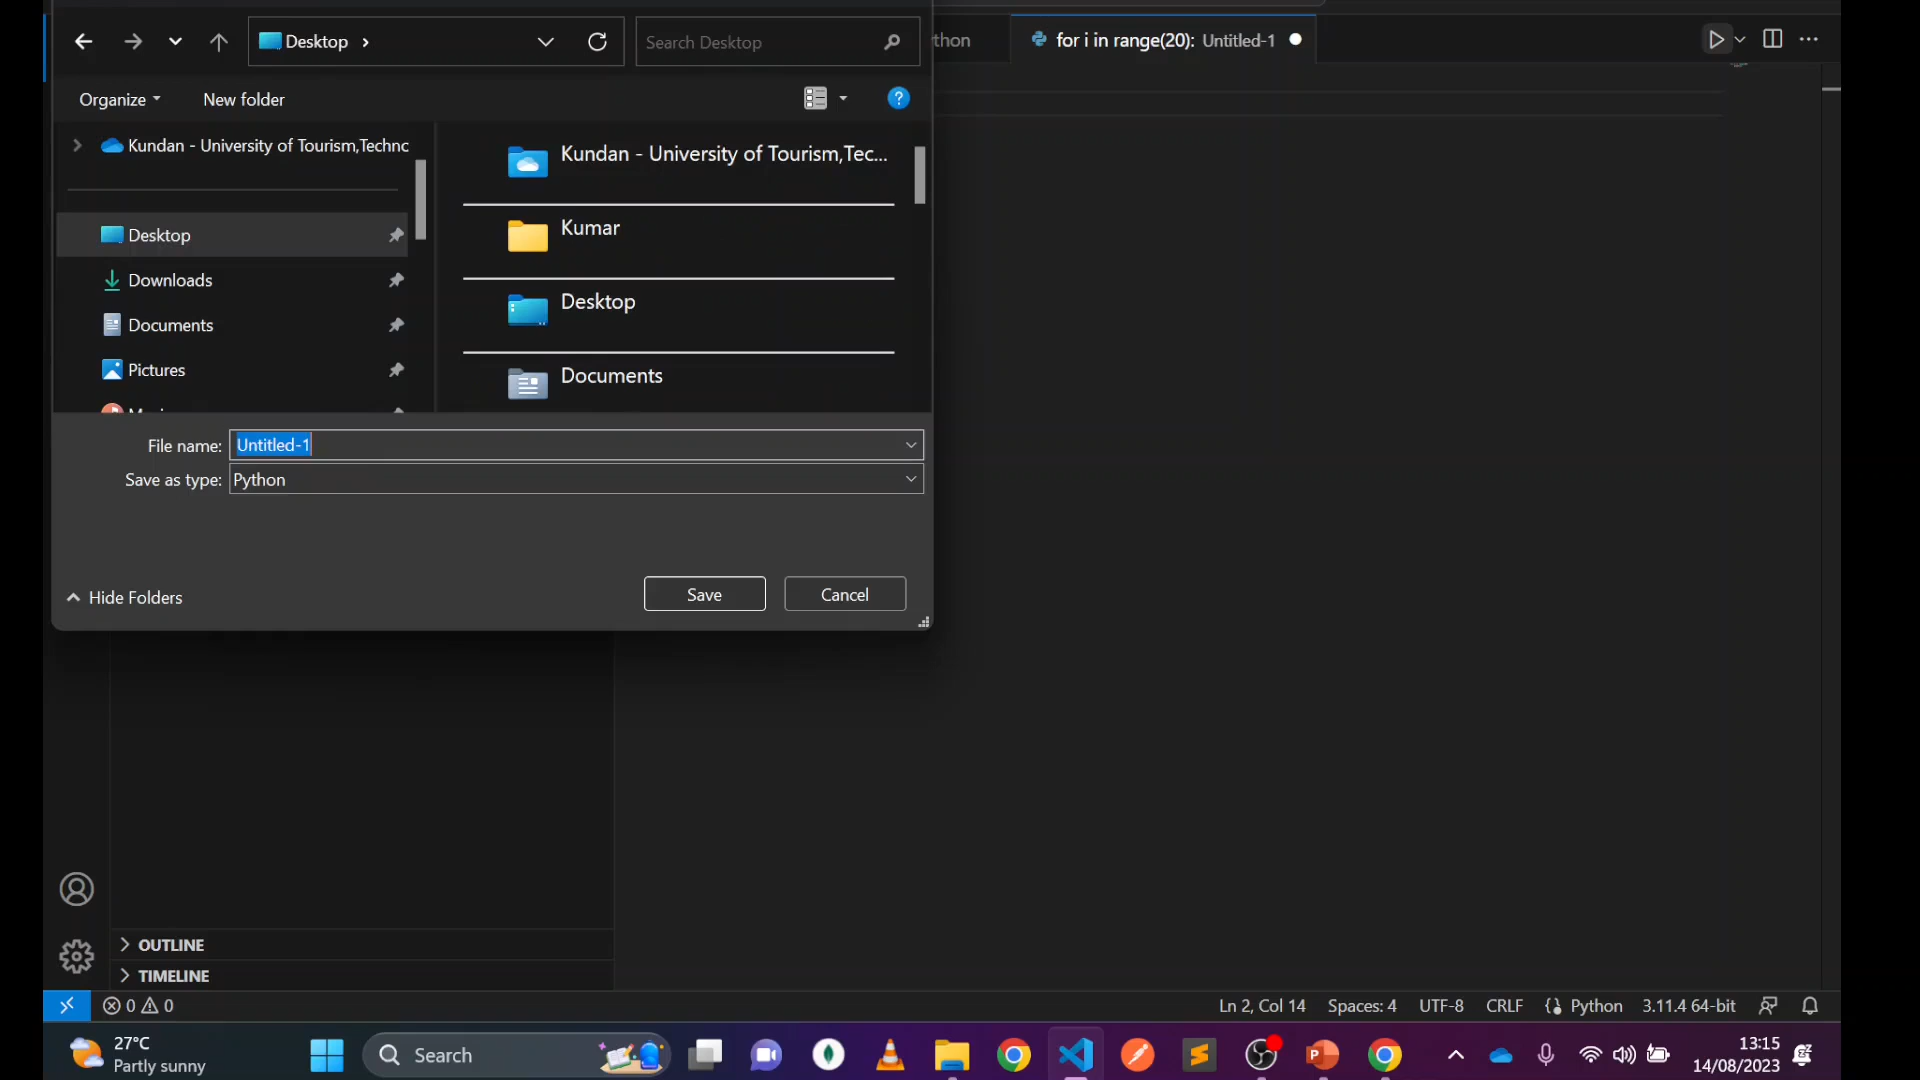 Desktop
Search Desktop
for i in range(20): Untitled-1
Organize
New folder
Kundan - University of Tourism,Technc
Desktop
Downloads
Documents
Pictures
Kundan - University of Tourism,Tec...
Kumar
Desktop
Documents
File name: Untitled-1
Save as type: Python
Hide Folders
Save
Cancel
OUTLINE
TIMELINE
0 0
Ln 2, Col 14 Spaces: 4 UTF-8 CRLF Python 3.11.4 64-bit
27°C
Partly sunny
Search
13:15
14/08/2023